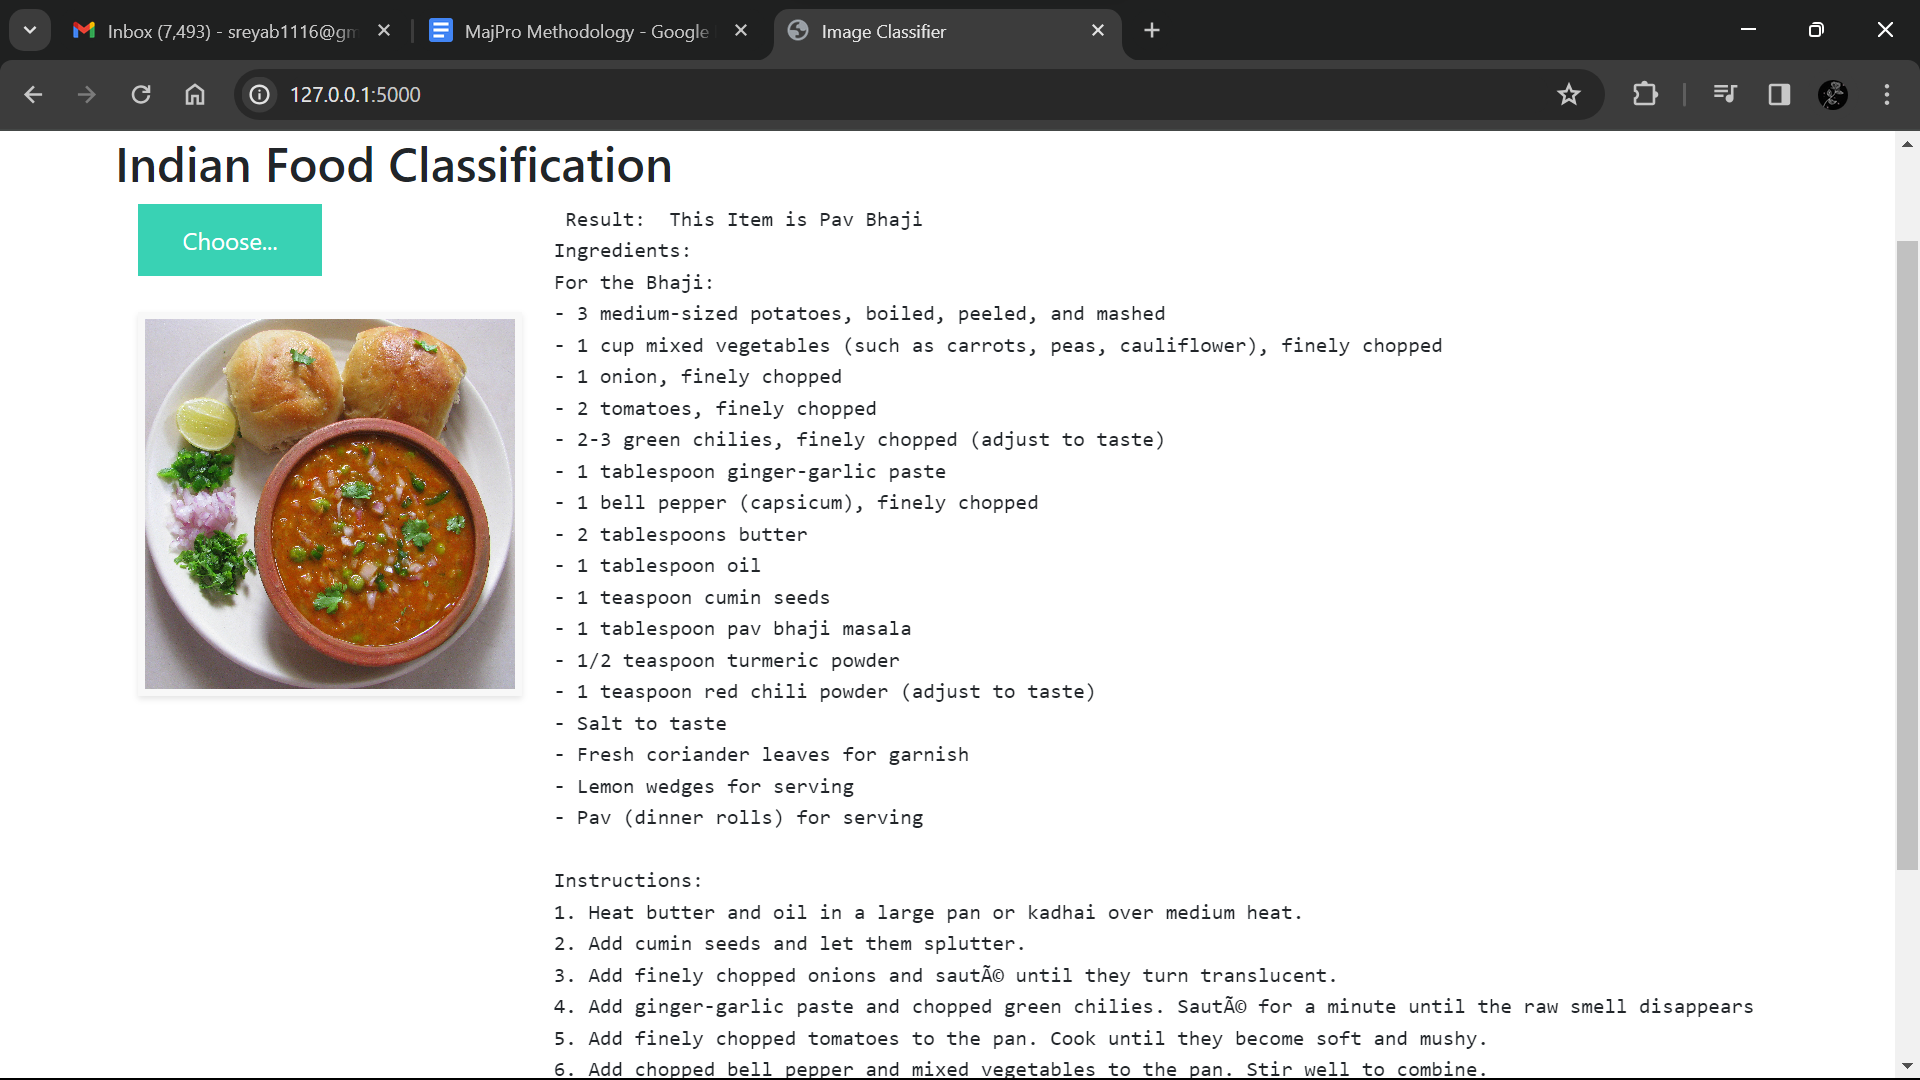 Inbox (7,493) - sreyab1116@gm
MajPro Methodology - Google
Image Classifier
127.0.0.1:5000
Indian Food Classification
Choose...
Result:  This Item is Pav Bhaji
Ingredients:
For the Bhaji:
- 3 medium-sized potatoes, boiled, peeled, and mashed
- 1 cup mixed vegetables (such as carrots, peas, cauliflower), finely chopped
- 1 onion, finely chopped
- 2 tomatoes, finely chopped
- 2-3 green chilies, finely chopped (adjust to taste)
- 1 tablespoon ginger-garlic paste
- 1 bell pepper (capsicum), finely chopped
- 2 tablespoons butter
- 1 tablespoon oil
- 1 teaspoon cumin seeds
- 1 tablespoon pav bhaji masala
- 1/2 teaspoon turmeric powder
- 1 teaspoon red chili powder (adjust to taste)
- Salt to taste
- Fresh coriander leaves for garnish
- Lemon wedges for serving
- Pav (dinner rolls) for serving
Instructions:
1. Heat butter and oil in a large pan or kadhai over medium heat.
2. Add cumin seeds and let them splutter.
3. Add finely chopped onions and sautÃ© until they turn translucent.
4. Add ginger-garlic paste and chopped green chilies. SautÃ© for a minute until the raw smell disappears
5. Add finely chopped tomatoes to the pan. Cook until they become soft and mushy.
6. Add chopped bell pepper and mixed vegetables to the pan. Stir well to combine.